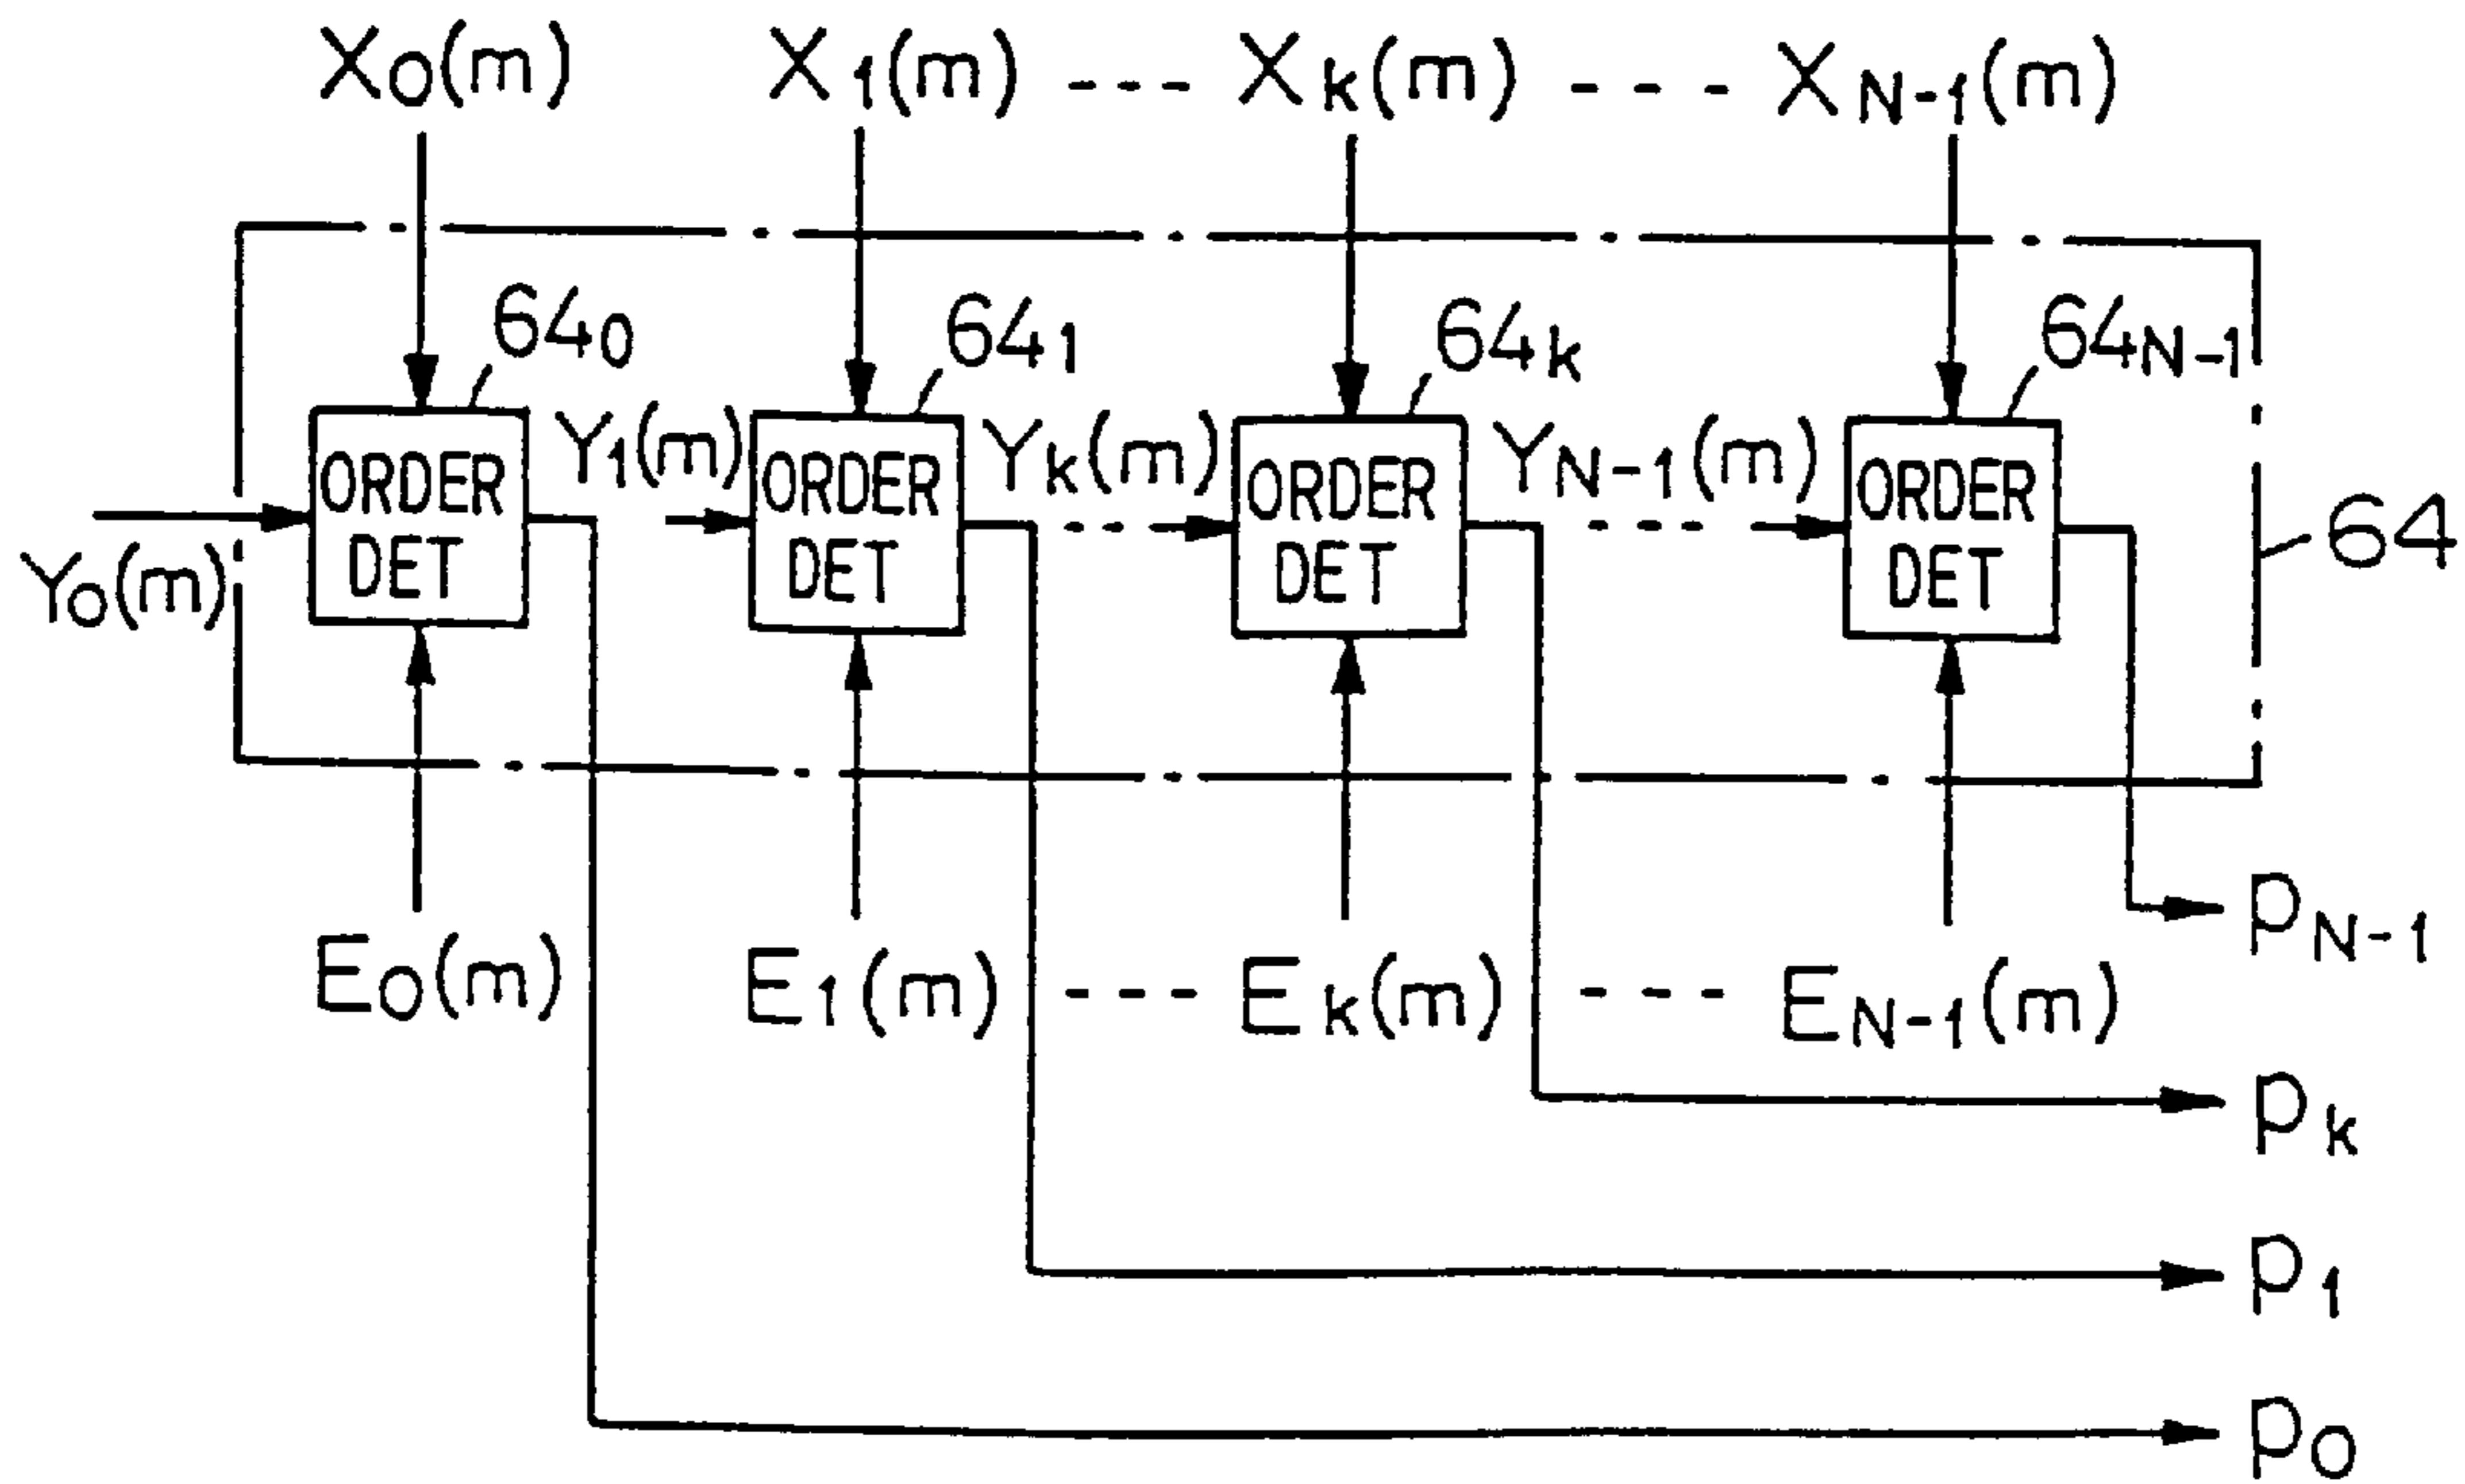 X0(m) X1(m) --- Xk(m) --- XN-1(m)
640 641 64k 64N-1
Y0(m) Y1(m) Yk(m) YN-1(m)
ORDER DET
ORDER DET
ORDER DET
ORDER DET
64
E0(m) E1(m) --- Ek(m) --- EN-1(m)
PN-1
Pk
P1
P0